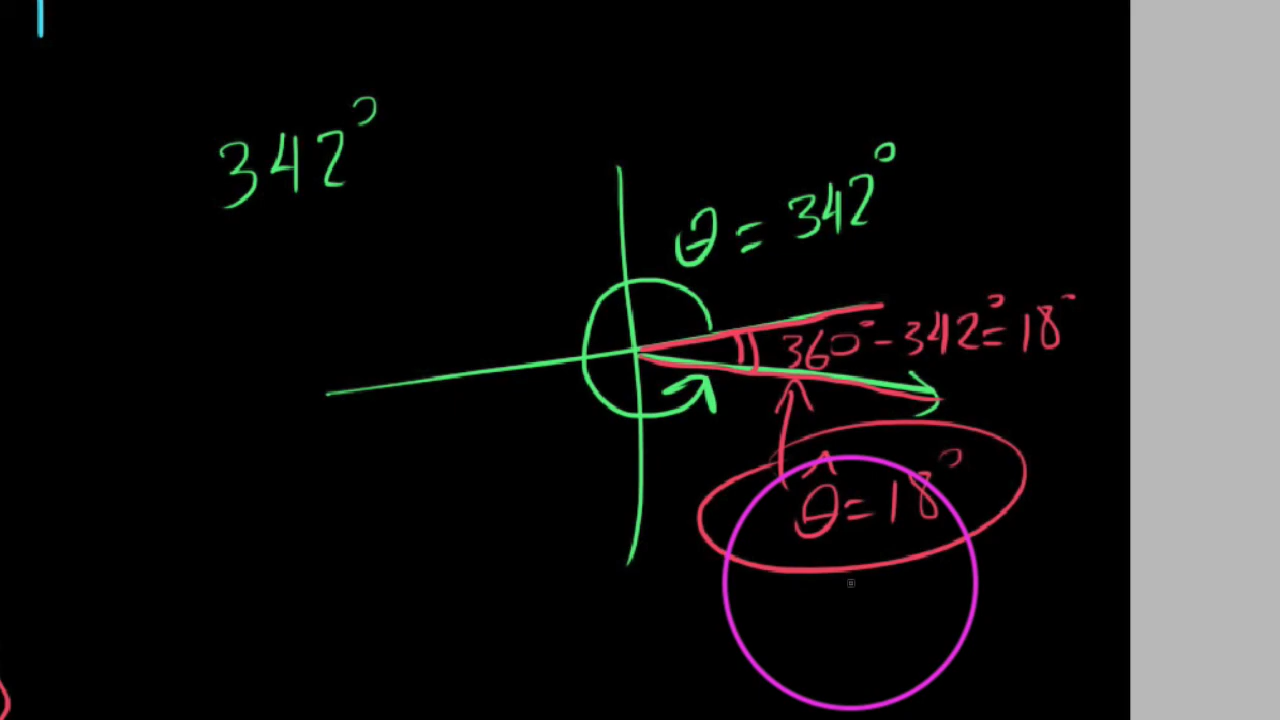 342°
θ = 342°
360° - 342° = 18°
θ̂ = 18°